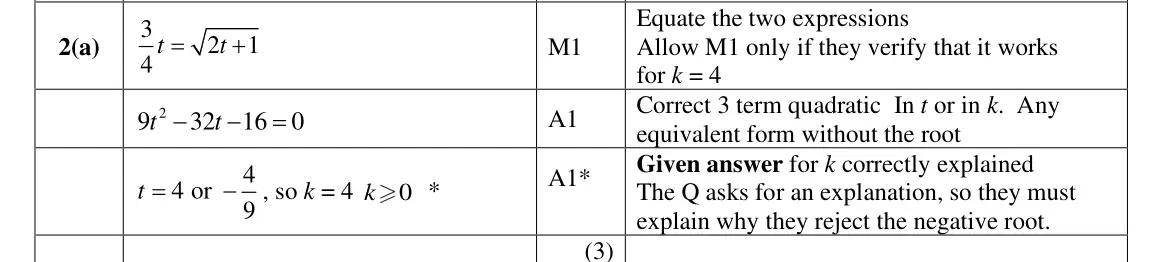 2(a) 3/4 t = √(2t + 1) M1 Equate the two expressions
Allow M1 only if they verify that it works
for k = 4
9t² − 32t − 16 = 0 A1 Correct 3 term quadratic In t or in k. Any
equivalent form without the root
t = 4 or −4/9, so k = 4 k ⩾ 0 * A1* Given answer for k correctly explained
The Q asks for an explanation, so they must
explain why they reject the negative root.
(3)